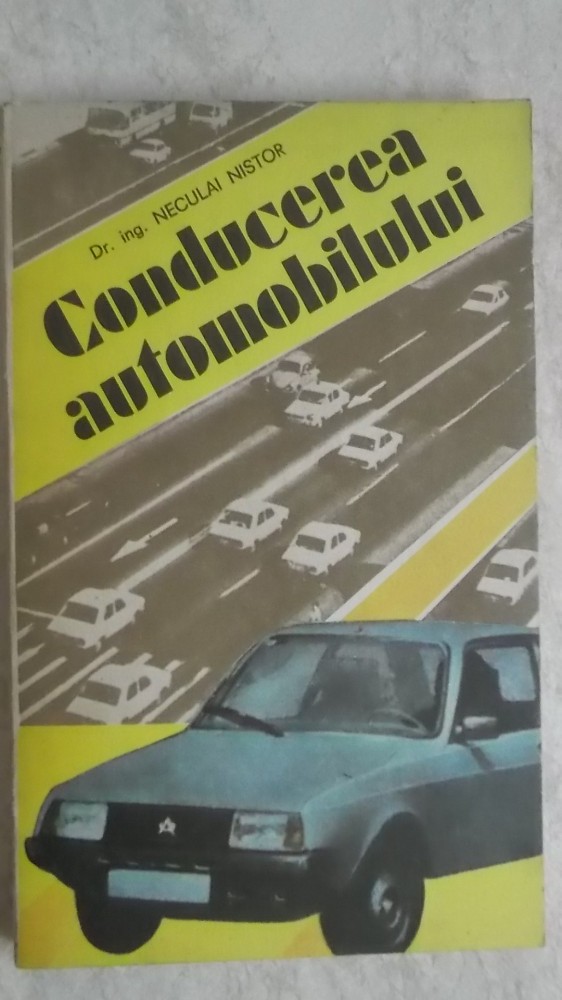 Dr. ing. NECULAI NISTOR
Conducerea
automobilului